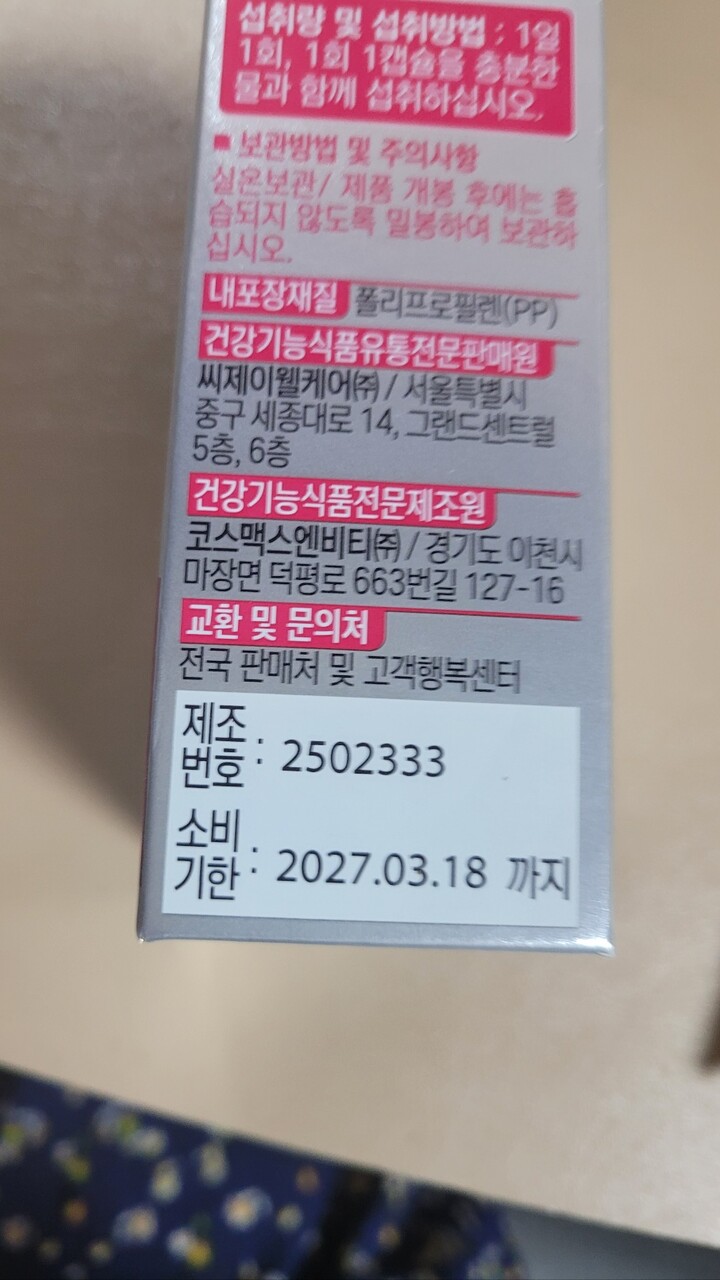 섭취량 및 섭취방법 : 1일
1회, 1회 1캡슐을 충분한
물과 함께 섭취하십시오.
■ 보관방법 및 주의사항
실온보관/ 제품 개봉 후에는 흡
습되지 않도록 밀봉하여 보관하
십시오.
내포장재질 폴리프로필렌(PP)
건강기능식품유통전문판매원
씨제이웰케어㈜ / 서울특별시
중구 세종대로 14, 그랜드센트럴
5층, 6층
건강기능식품전문제조원
코스맥스엔비티㈜ / 경기도 이천시
마장면 덕평로 663번길 127-16
교환 및 문의처
전국 판매처 및 고객행복센터
제조
번호 : 2502333
소비
기한 : 2027.03.18 까지